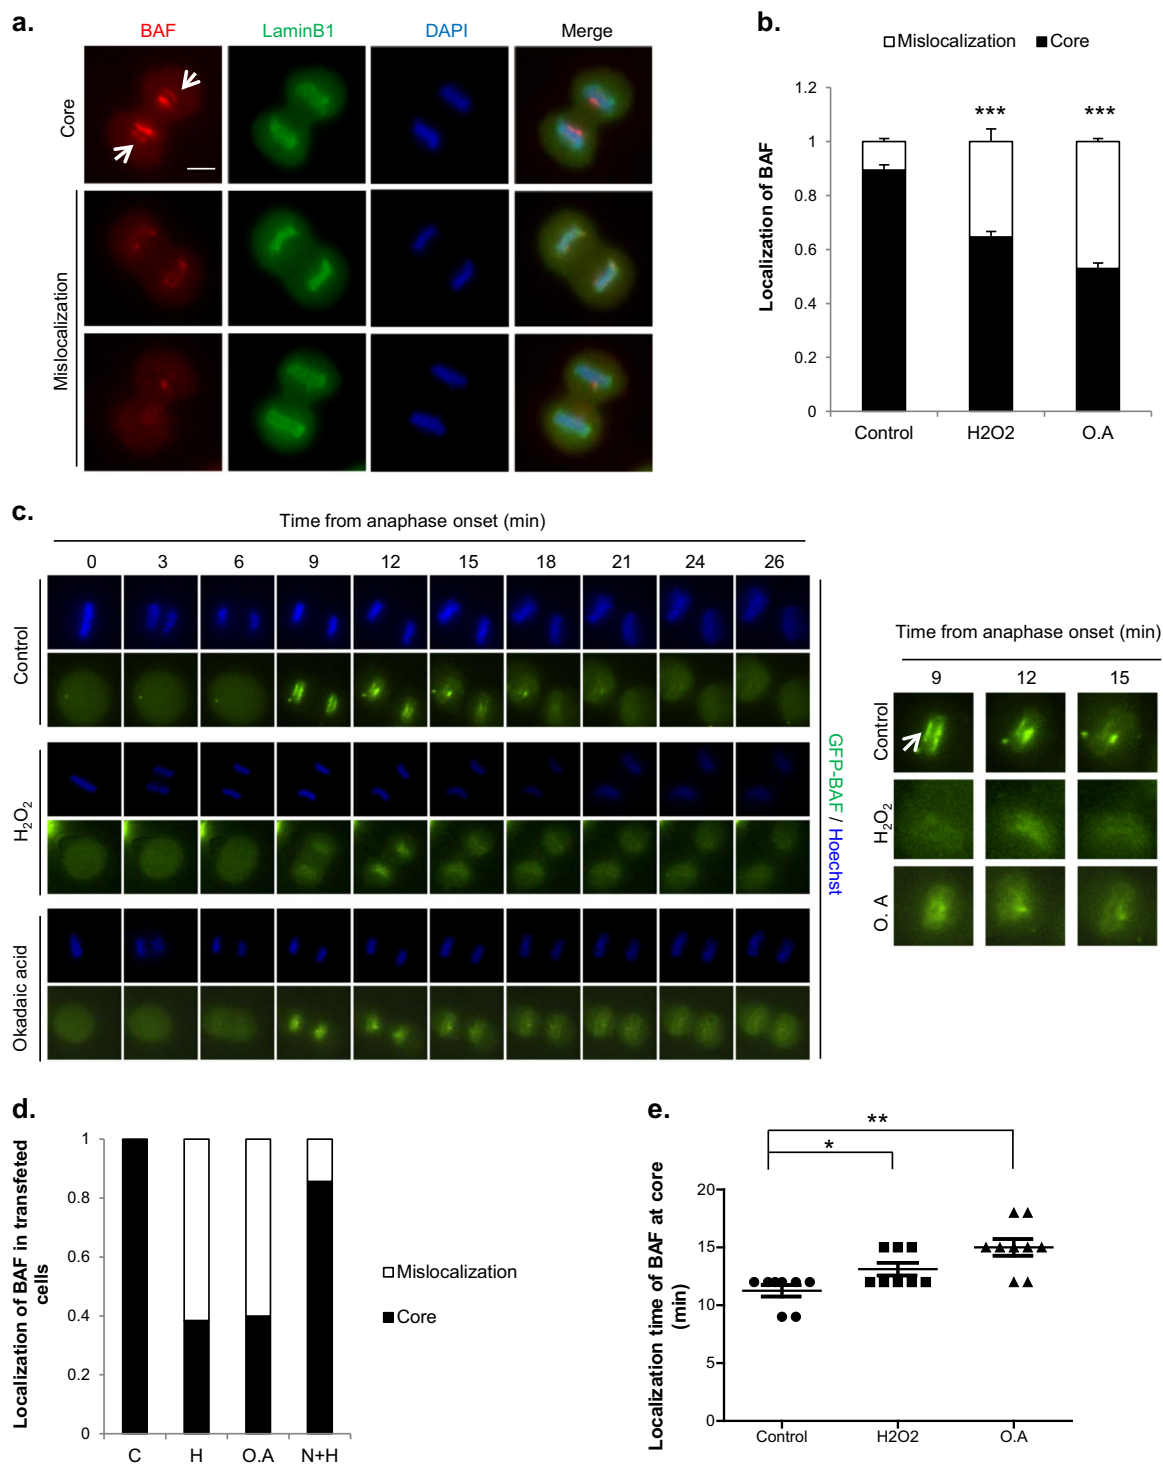 a.
BAF LaminB1 DAPI Merge
Core
Mislocalization
b.
Mislocalization Core
Localization of BAF
1.2
*** ***
1
0.8
0.6
0.4
0.2
0
Control H2O2 O.A
c.
Time from anaphase onset (min)
0 3 6 9 12 15 18 21 24 26
Control
H2O2
Okadaic acid
GFP-BAF / Hoechst
Time from anaphase onset (min)
9 12 15
Control
H2O2
O. A
d.
Localization of BAF in transfeted
cells
1
0.8
0.6
0.4
0.2
0
C H O.A N+H
Mislocalization
Core
e.
**
*
Localization time of BAF at core
(min)
20
15
10
5
0
Control H2O2 O.A